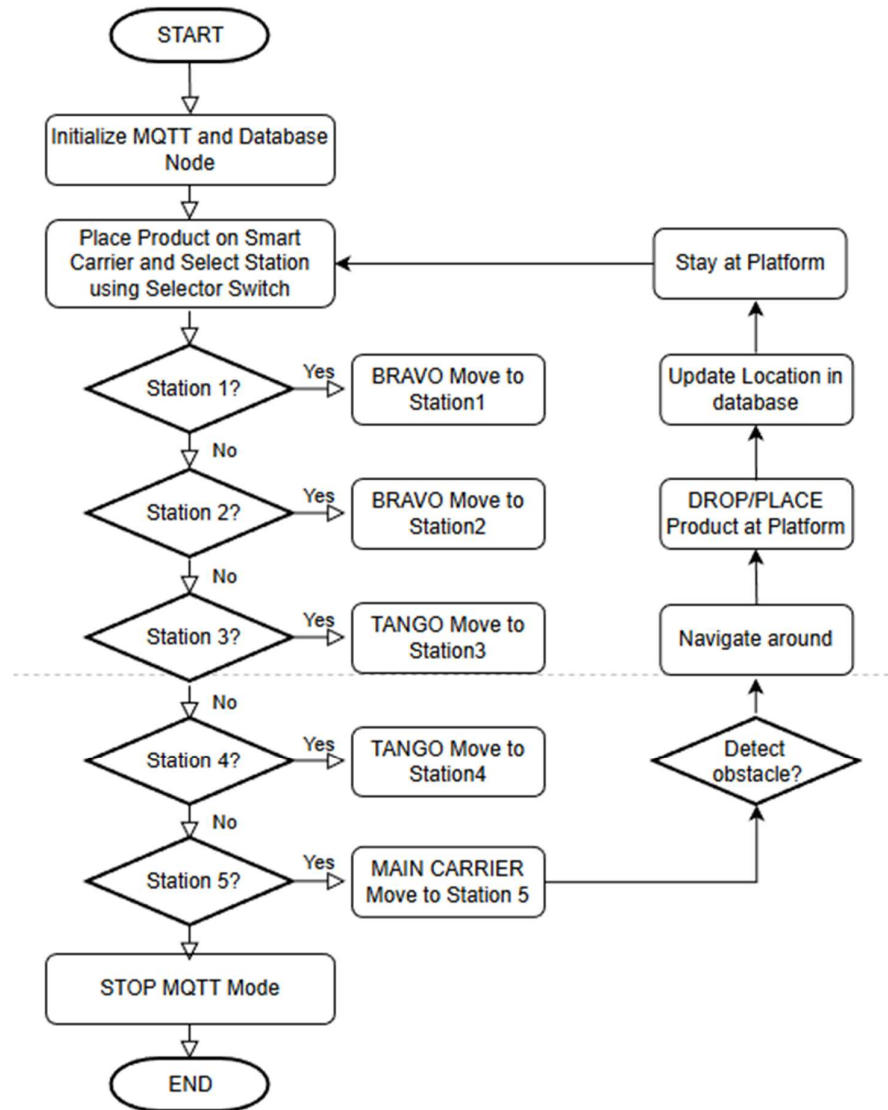 START
Initialize MQTT and Database
Node
Place Product on Smart
Carrier and Select Station
using Selector Switch
Station 1?
Yes
BRAVO Move to
Station1
No
Station 2?
Yes
BRAVO Move to
Station2
No
Station 3?
Yes
TANGO Move to
Station3
No
Station 4?
Yes
TANGO Move to
Station4
No
Station 5?
Yes
MAIN CARRIER
Move to Station 5
STOP MQTT Mode
END
Detect
obstacle?
Navigate around
DROP/PLACE
Product at Platform
Update Location in
database
Stay at Platform